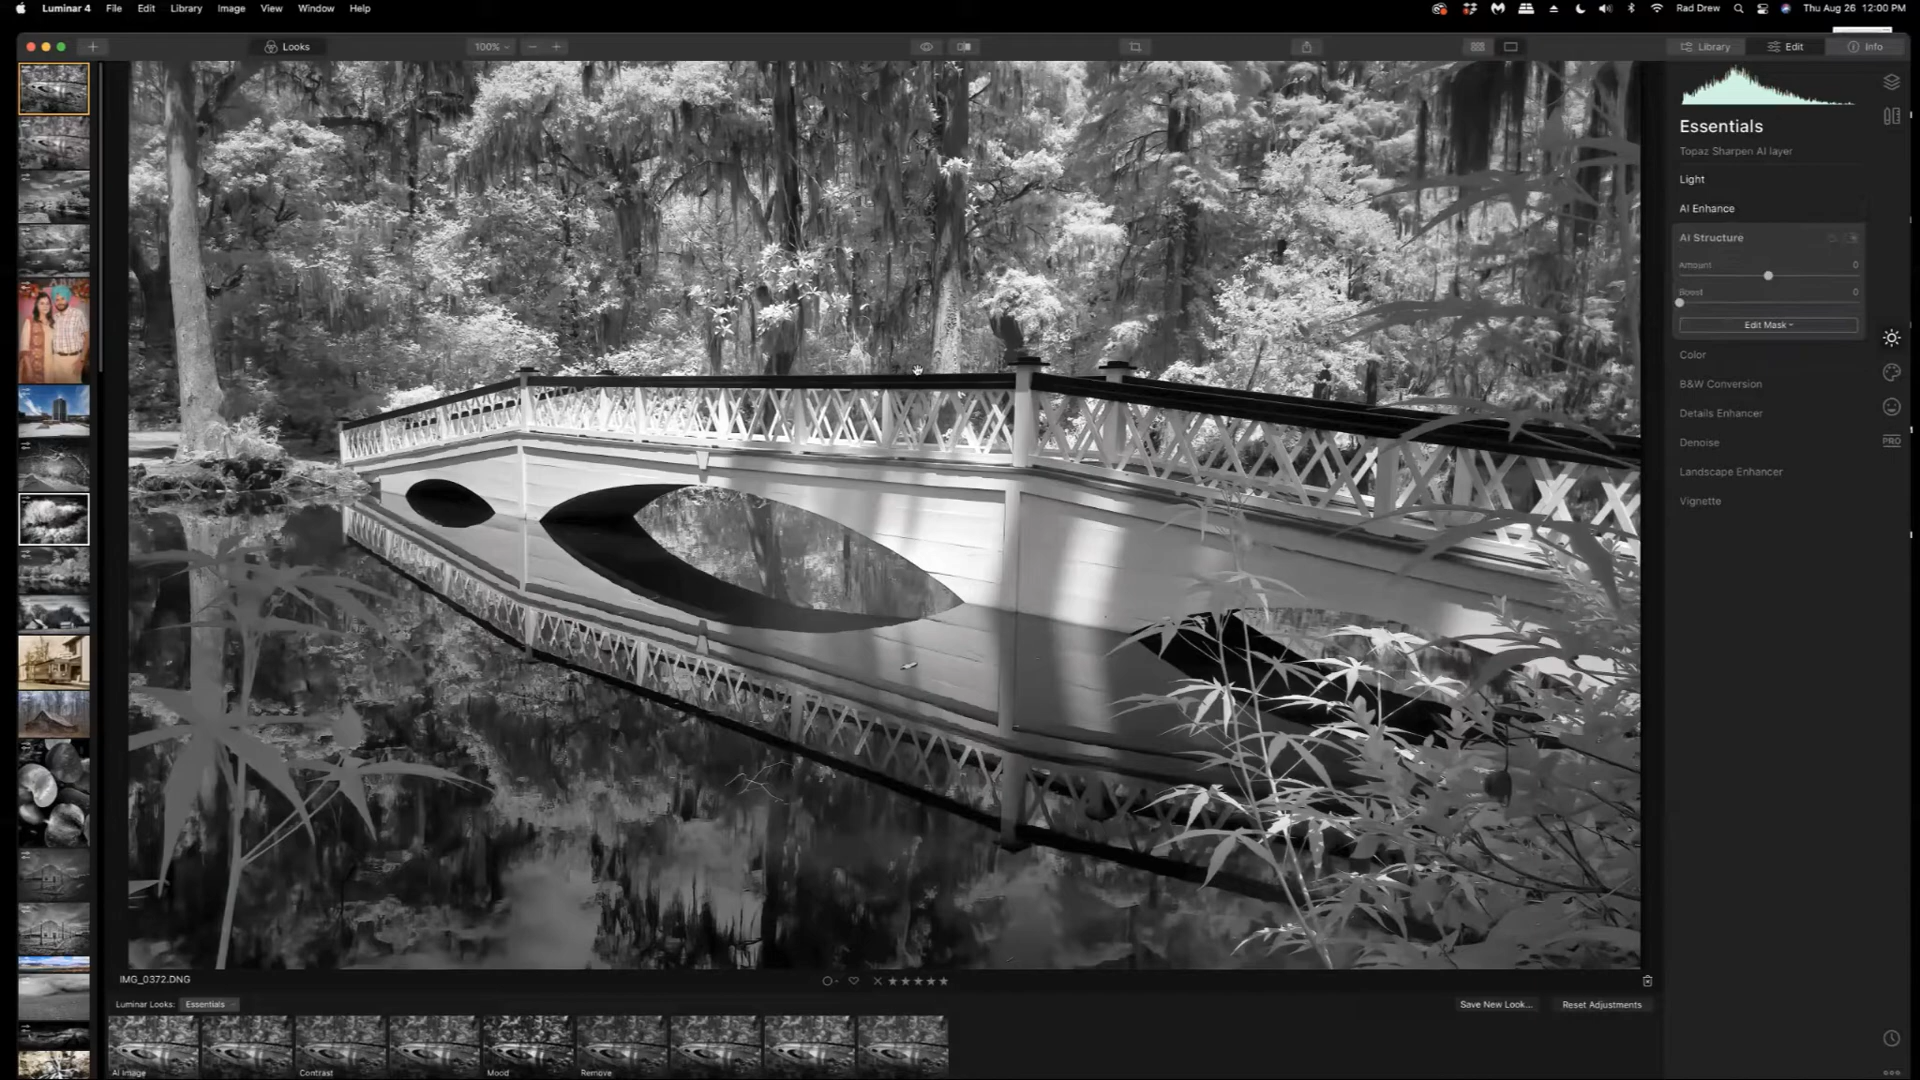 Luminar 4 File Edit Library Image View Window Help Rad Drew Thu Aug 26 12:00 PM
Looks 100% Library Edit Info
Essentials
Topaz Sharpen AI layer
Light
AI Enhance
AI Structure
Amount 0
Boost 0
Edit Mask
Color
B&W Conversion
Details Enhancer
Denoise
PRO
Landscape Enhancer
Vignette
IMG_0372.DNG
Luminar Looks: Essentials Save New Look... Reset Adjustments
AI Image Contrast Mood Remove